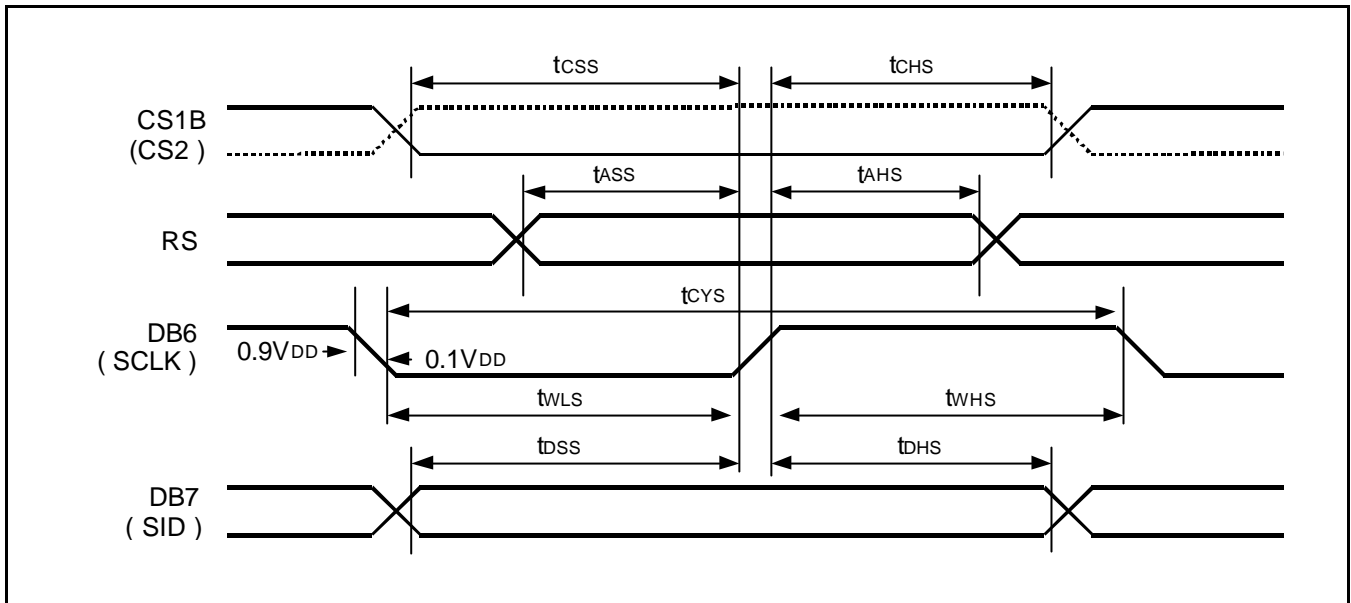 tCSS tCHS
CS1B
(CS2 )
tASS tAHS
RS
tCYS
DB6
( SCLK )
0.9VDD 0.1VDD
tWLS tWHS
tDSS tDHS
DB7
( SID )